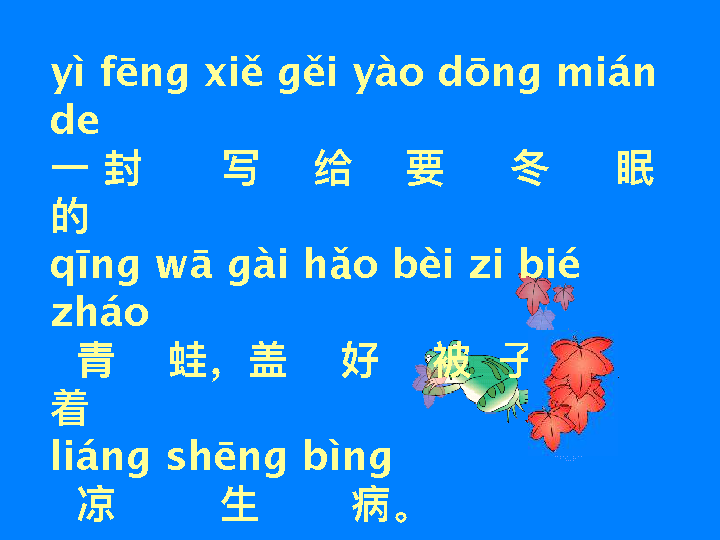 yì fēng xiě gěi yào dōng mián
de
一 封 写 给 要 冬 眠
的
qīng wā gài hǎo bèi zi bié
zháo
青 蛙，盖 好 被 子
着
liáng shēng bìng
凉 生 病。